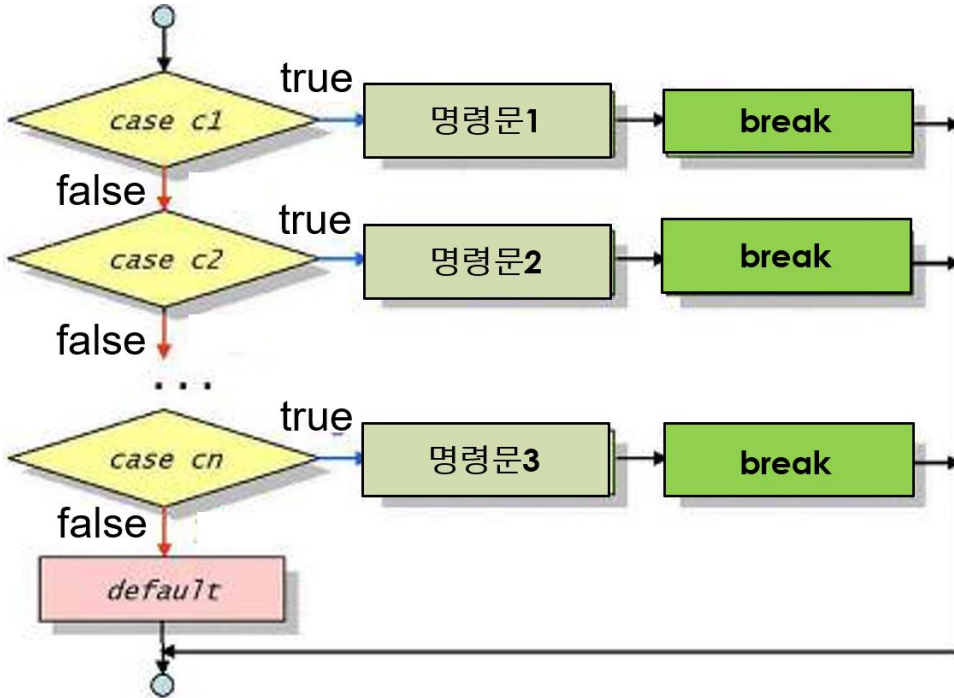 true
case c1
명령문1
break
false
true
case c2
명령문2
break
false
...
true
case cn
명령문3
break
false
default